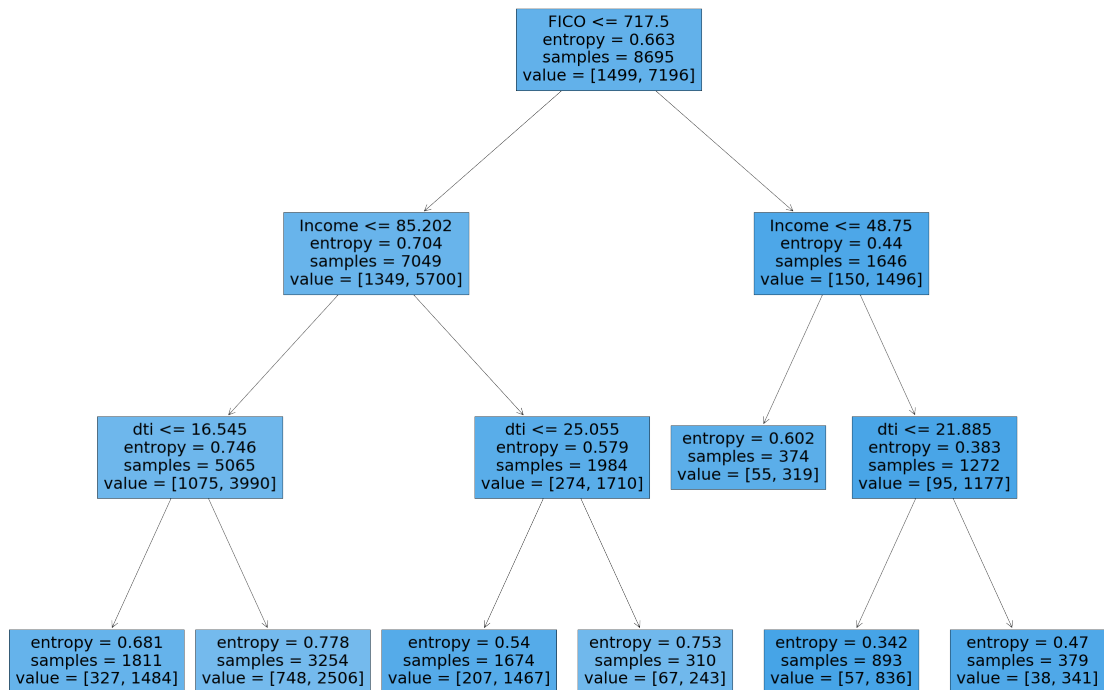 FICO <= 717.5
entropy = 0.663
samples = 8695
value = [1499, 7196]
Income <= 85.202
entropy = 0.704
samples = 7049
value = [1349, 5700]
Income <= 48.75
entropy = 0.44
samples = 1646
value = [150, 1496]
dti <= 16.545
entropy = 0.746
samples = 5065
value = [1075, 3990]
dti <= 25.055
entropy = 0.579
samples = 1984
value = [274, 1710]
entropy = 0.602
samples = 374
value = [55, 319]
dti <= 21.885
entropy = 0.383
samples = 1272
value = [95, 1177]
entropy = 0.681
samples = 1811
value = [327, 1484]
entropy = 0.778
samples = 3254
value = [748, 2506]
entropy = 0.54
samples = 1674
value = [207, 1467]
entropy = 0.753
samples = 310
value = [67, 243]
entropy = 0.342
samples = 893
value = [57, 836]
entropy = 0.47
samples = 379
value = [38, 341]